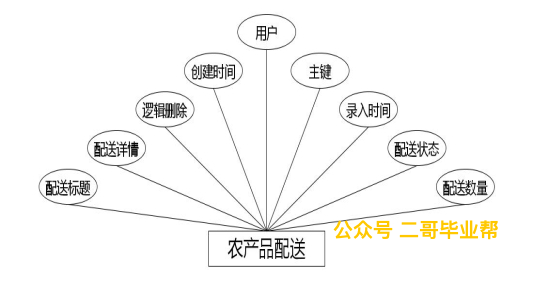 用户
创建时间
主键
逻辑删除
录入时间
配送详情
配送状态
配送标题
配送数量
农产品配送
公众号 二哥毕业帮